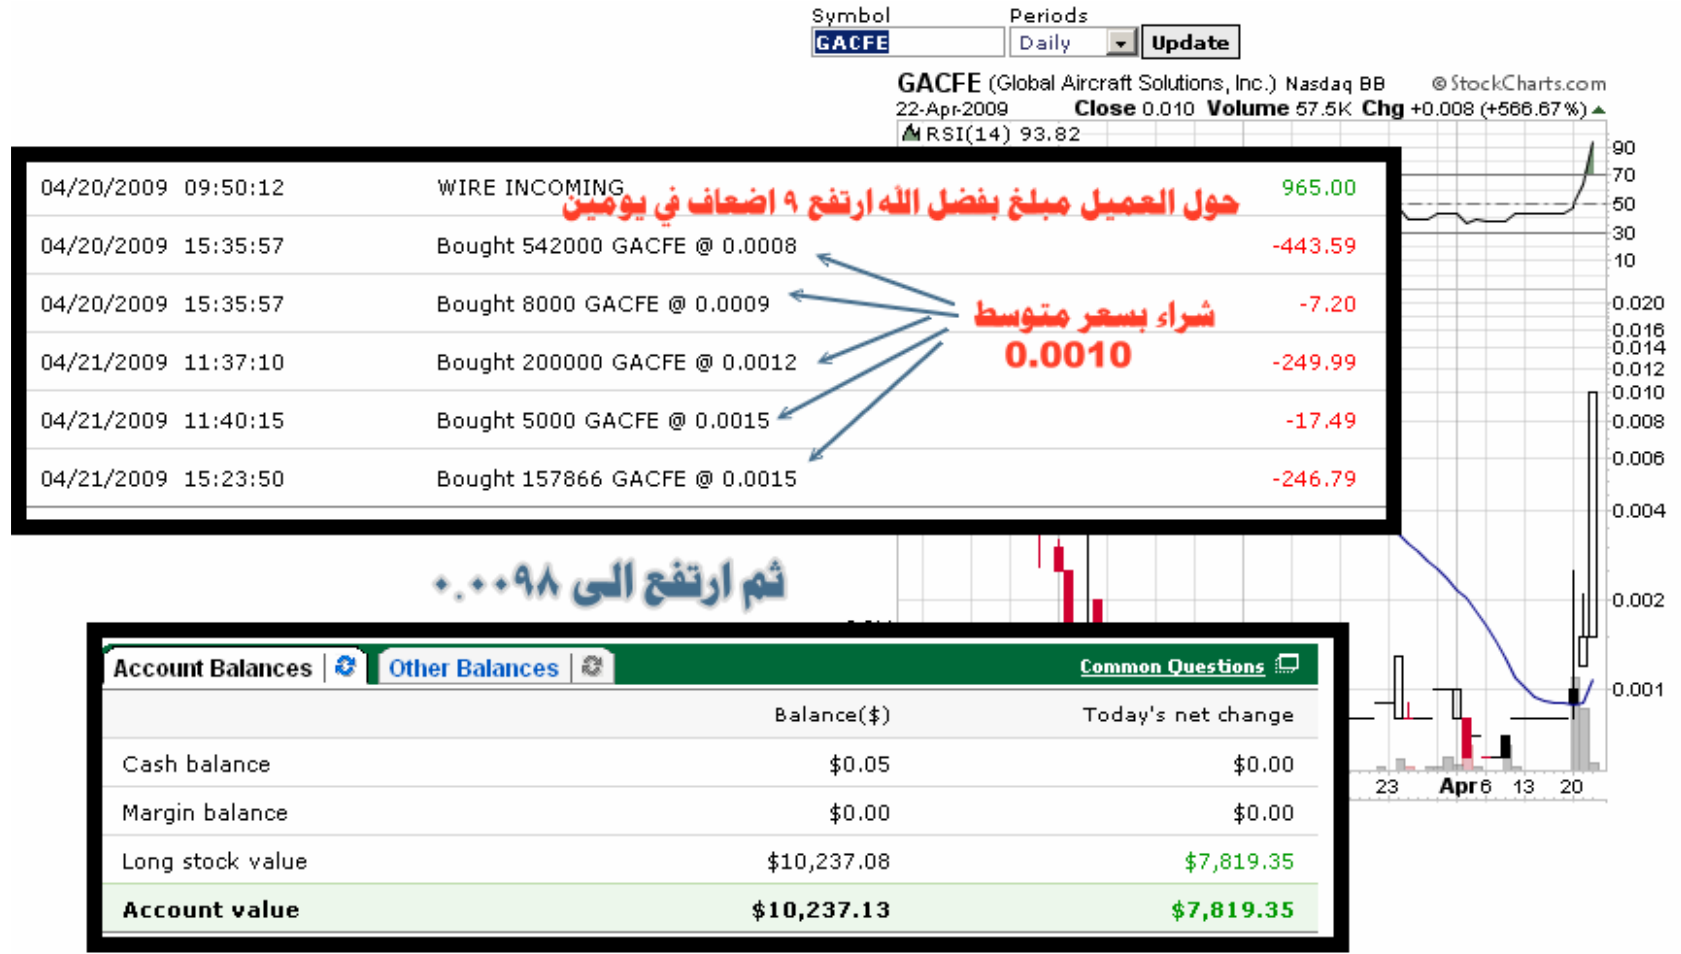 Symbol Periods
GACFE Daily Update
GACFE (Global Aircraft Solutions, Inc.) Nasdaq BB © StockCharts.com
22-Apr-2009 Close 0.010 Volume 57.5K Chg +0.008 (+566.67%)
RSI(14) 93.82
90
70
50
30
10
04/20/2009 09:50:12 WIRE INCOMING 965.00
حول العميل مبلغ بفضل الله ارتفع ٩ اضعاف في يومين
04/20/2009 15:35:57 Bought 542000 GACFE @ 0.0008 -443.59
04/20/2009 15:35:57 Bought 8000 GACFE @ 0.0009 -7.20
شراء بسعر متوسط
0.0010
04/21/2009 11:37:10 Bought 200000 GACFE @ 0.0012 -249.99
04/21/2009 11:40:15 Bought 5000 GACFE @ 0.0015 -17.49
04/21/2009 15:23:50 Bought 157866 GACFE @ 0.0015 -246.79
0.020
0.016
0.014
0.012
0.010
0.008
0.006
0.004
0.002
0.001
ثم ارتفع الى ٠.٠٠٩٨
Account Balances Other Balances Common Questions
Balance($) Today's net change
Cash balance $0.05 $0.00
Margin balance $0.00 $0.00
Long stock value $10,237.08 $7,819.35
Account value $10,237.13 $7,819.35
23 Apr 6 13 20